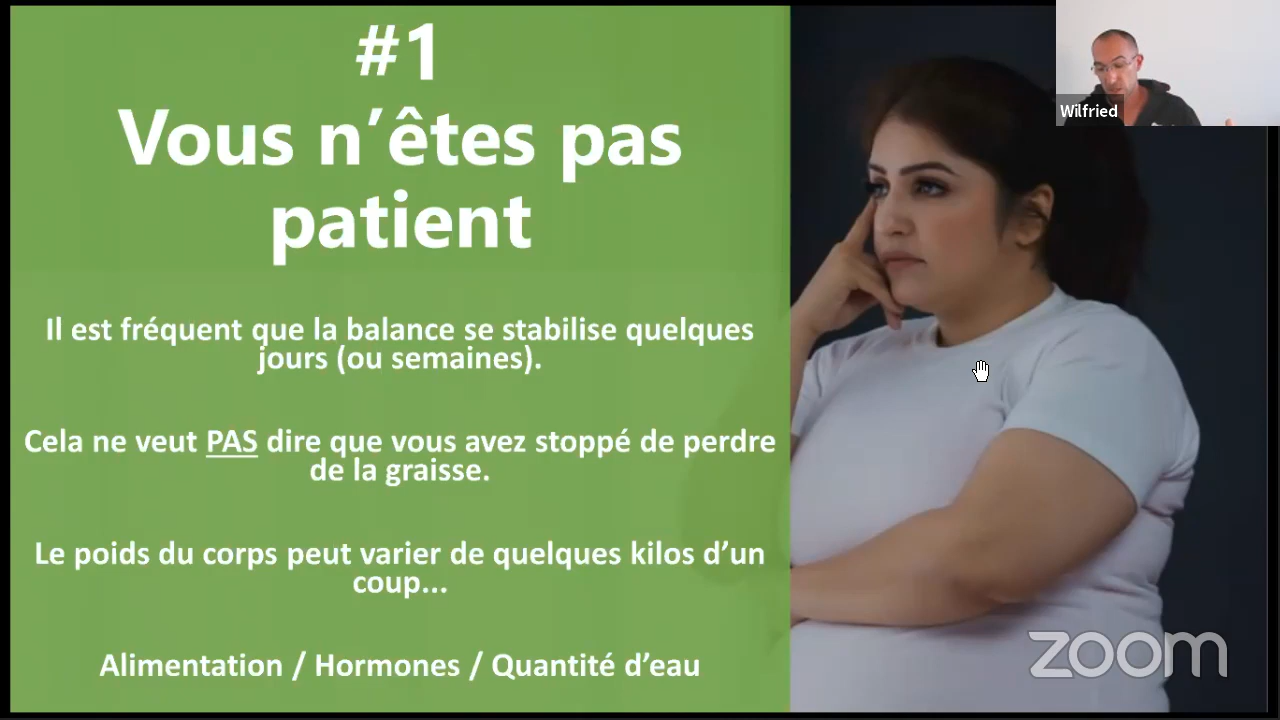 #1
Vous n’êtes pas
patient
Il est fréquent que la balance se stabilise quelques
jours (ou semaines).
Cela ne veut PAS dire que vous avez stoppé de perdre
de la graisse.
Le poids du corps peut varier de quelques kilos d’un
coup...
Alimentation / Hormones / Quantité d’eau
Wilfried
zoom